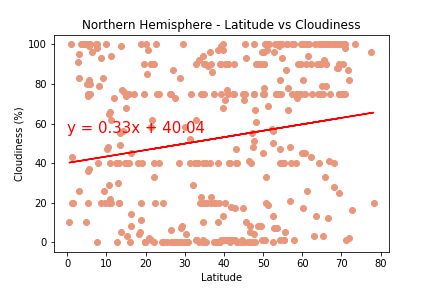 Northern Hemisphere - Latitude vs Cloudiness
100
80
60
40
20
0
Cloudiness (%)
y = 0.33x + 40.04
0 10 20 30 40 50 60 70 80
Latitude